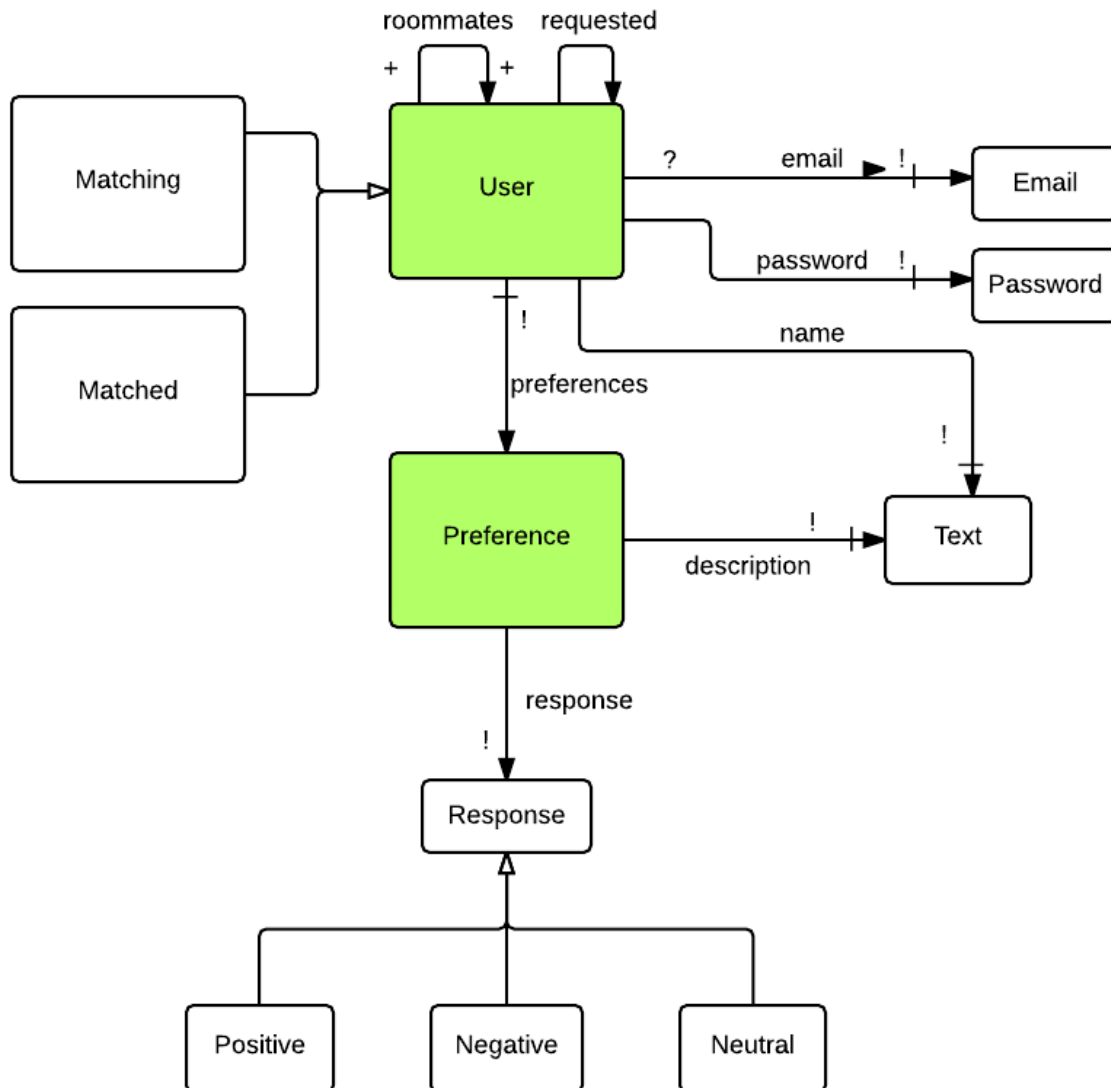 roommates
requested
+
+
Matching
User
?
email
!
Email
password
!
Password
name
Matched
!
preferences
!
Preference
!
Text
description
response
!
Response
Positive
Negative
Neutral